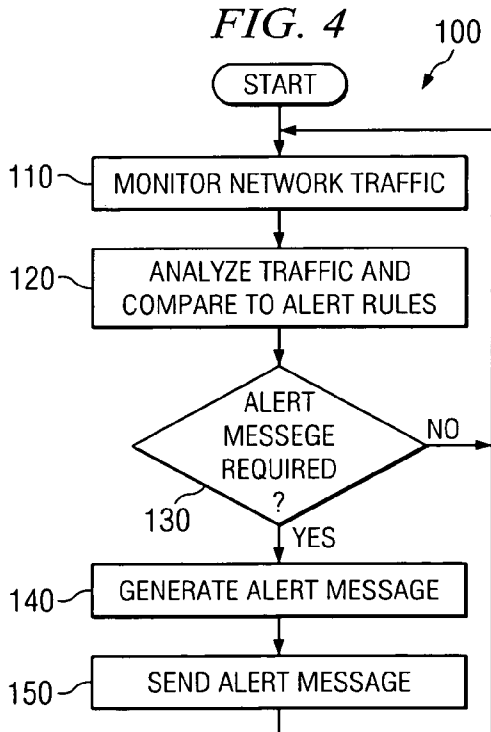 FIG. 4
100
START
110
MONITOR NETWORK TRAFFIC
120
ANALYZE TRAFFIC AND
COMPARE TO ALERT RULES
ALERT
MESSEGE
REQUIRED
?
NO
130
YES
140
GENERATE ALERT MESSAGE
150
SEND ALERT MESSAGE